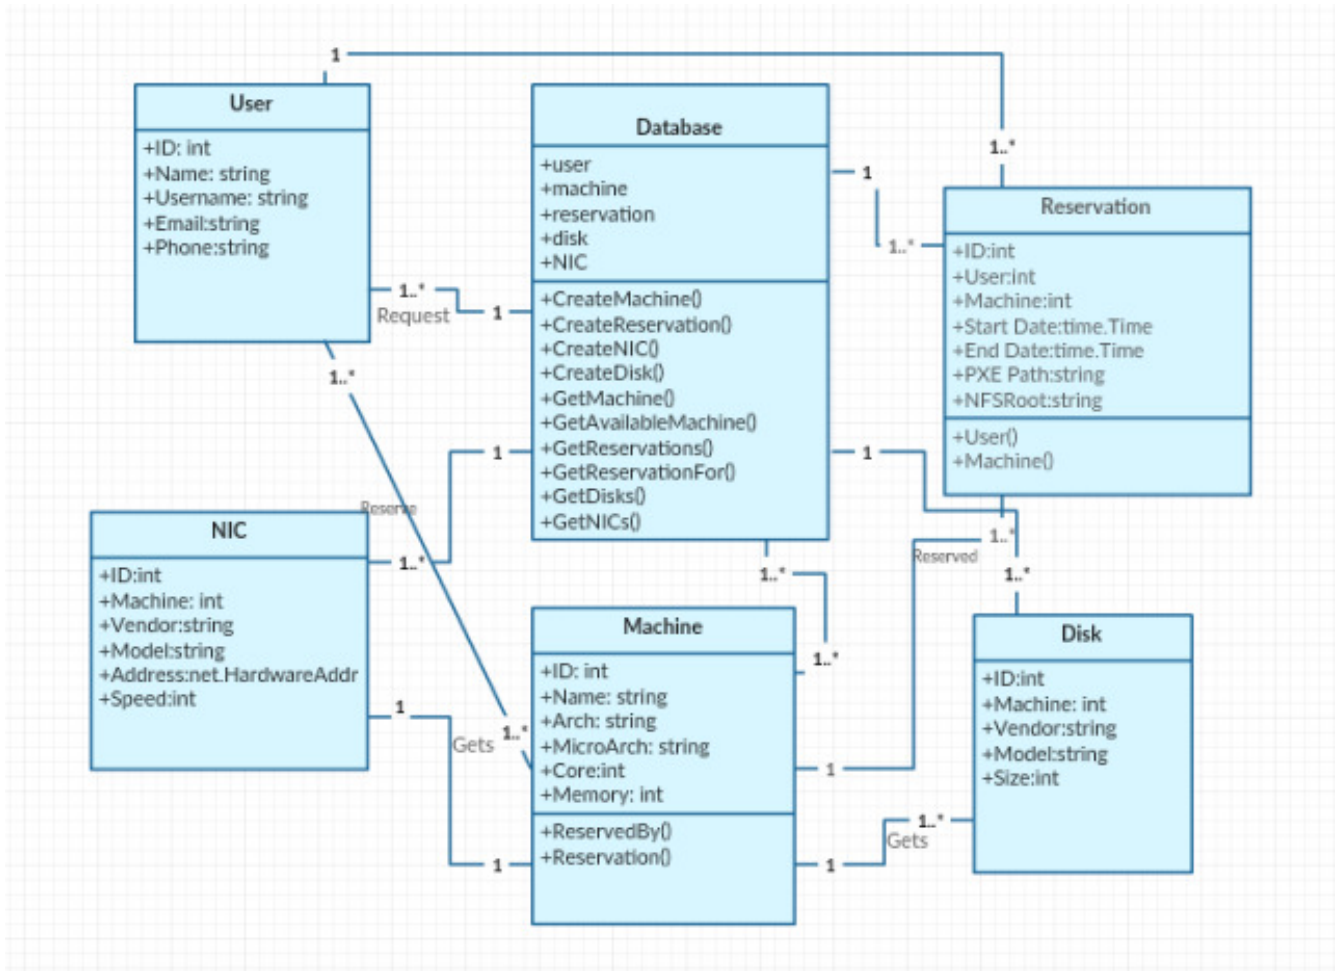 1
User
+ID: int
+Name: string
+Username: string
+Email:string
+Phone:string
1..*
Request
1
1..*
Database
+user
+machine
+reservation
+disk
+NIC
+CreateMachine()
+CreateReservation()
+CreateNIC()
+CreateDisk()
+GetMachine()
+GetAvailableMachine()
+GetReservations()
+GetReservationFor()
+GetDisks()
+GetNICs()
1
1..*
1..*
Reservation
+ID:int
+User:int
+Machine:int
+Start Date:time.Time
+End Date:time.Time
+PXE Path:string
+NFSRoot:string
+User()
+Machine()
1
1
Reserve
1..*
NIC
+ID:int
+Machine: int
+Vendor:string
+Model:string
+Address:net.HardwareAddr
+Speed:int
1
Gets
1..*
1
1..*
1..*
Machine
+ID: int
+Name: string
+Arch: string
+MicroArch: string
+Core:int
+Memory: int
+ReservedBy()
+Reservation()
1..*
Reserved
1..*
1
1..*
Gets
1
Disk
+ID:int
+Machine: int
+Vendor:string
+Model:string
+Size:int